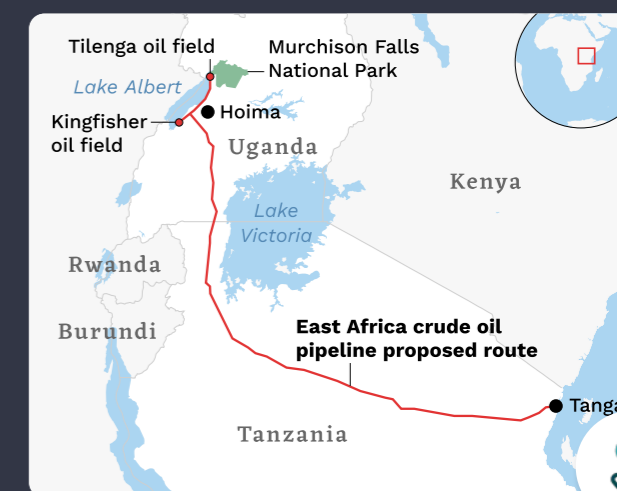 Tilenga oil field
Murchison Falls
National Park
Lake Albert
Hoima
Kingfisher
oil field
Uganda
Kenya
Lake
Victoria
Rwanda
Burundi
East Africa crude oil
pipeline proposed route
Tanga
Tanzania